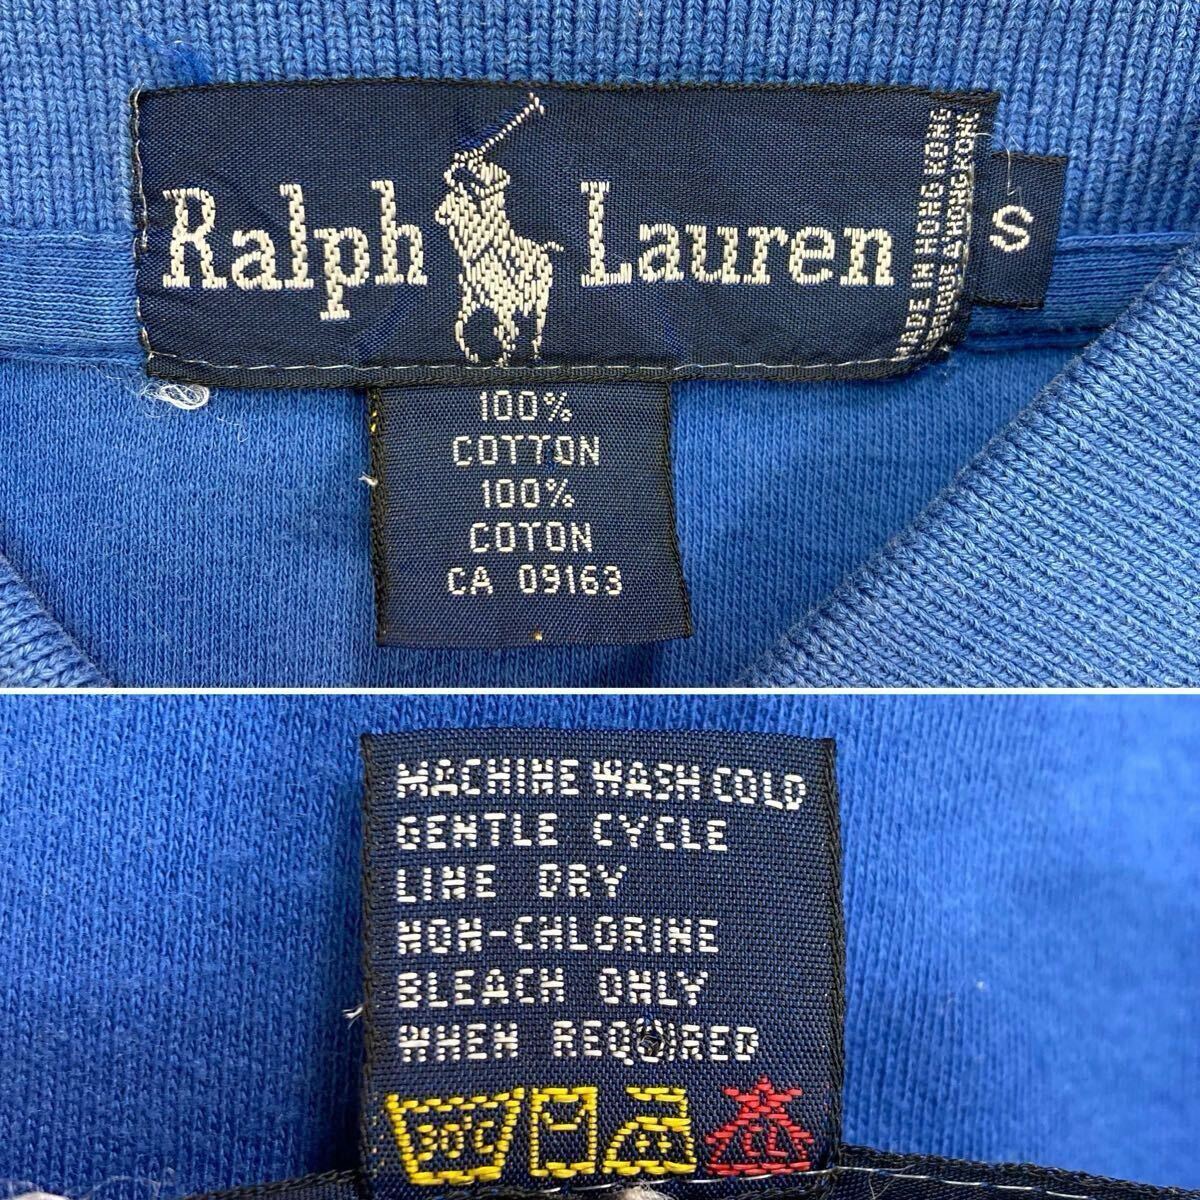 Ralph Lauren
MADE IN HONG KONG
FABRIQUE A'HONG KONG
S
100%
COTTON
100%
COTON
CA 09163
MACHINE WASH COLD
GENTLE CYCLE
LINE DRY
NON-CHLORINE
BLEACH ONLY
WHEN REQUIRED
30°C
CL